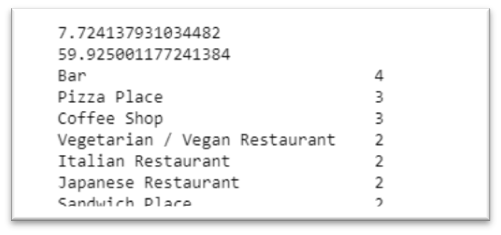 7.724137931034482
59.925001177241384
Bar 4
Pizza Place 3
Coffee Shop 3
Vegetarian / Vegan Restaurant 2
Italian Restaurant 2
Japanese Restaurant 2
Sandwich Place 2